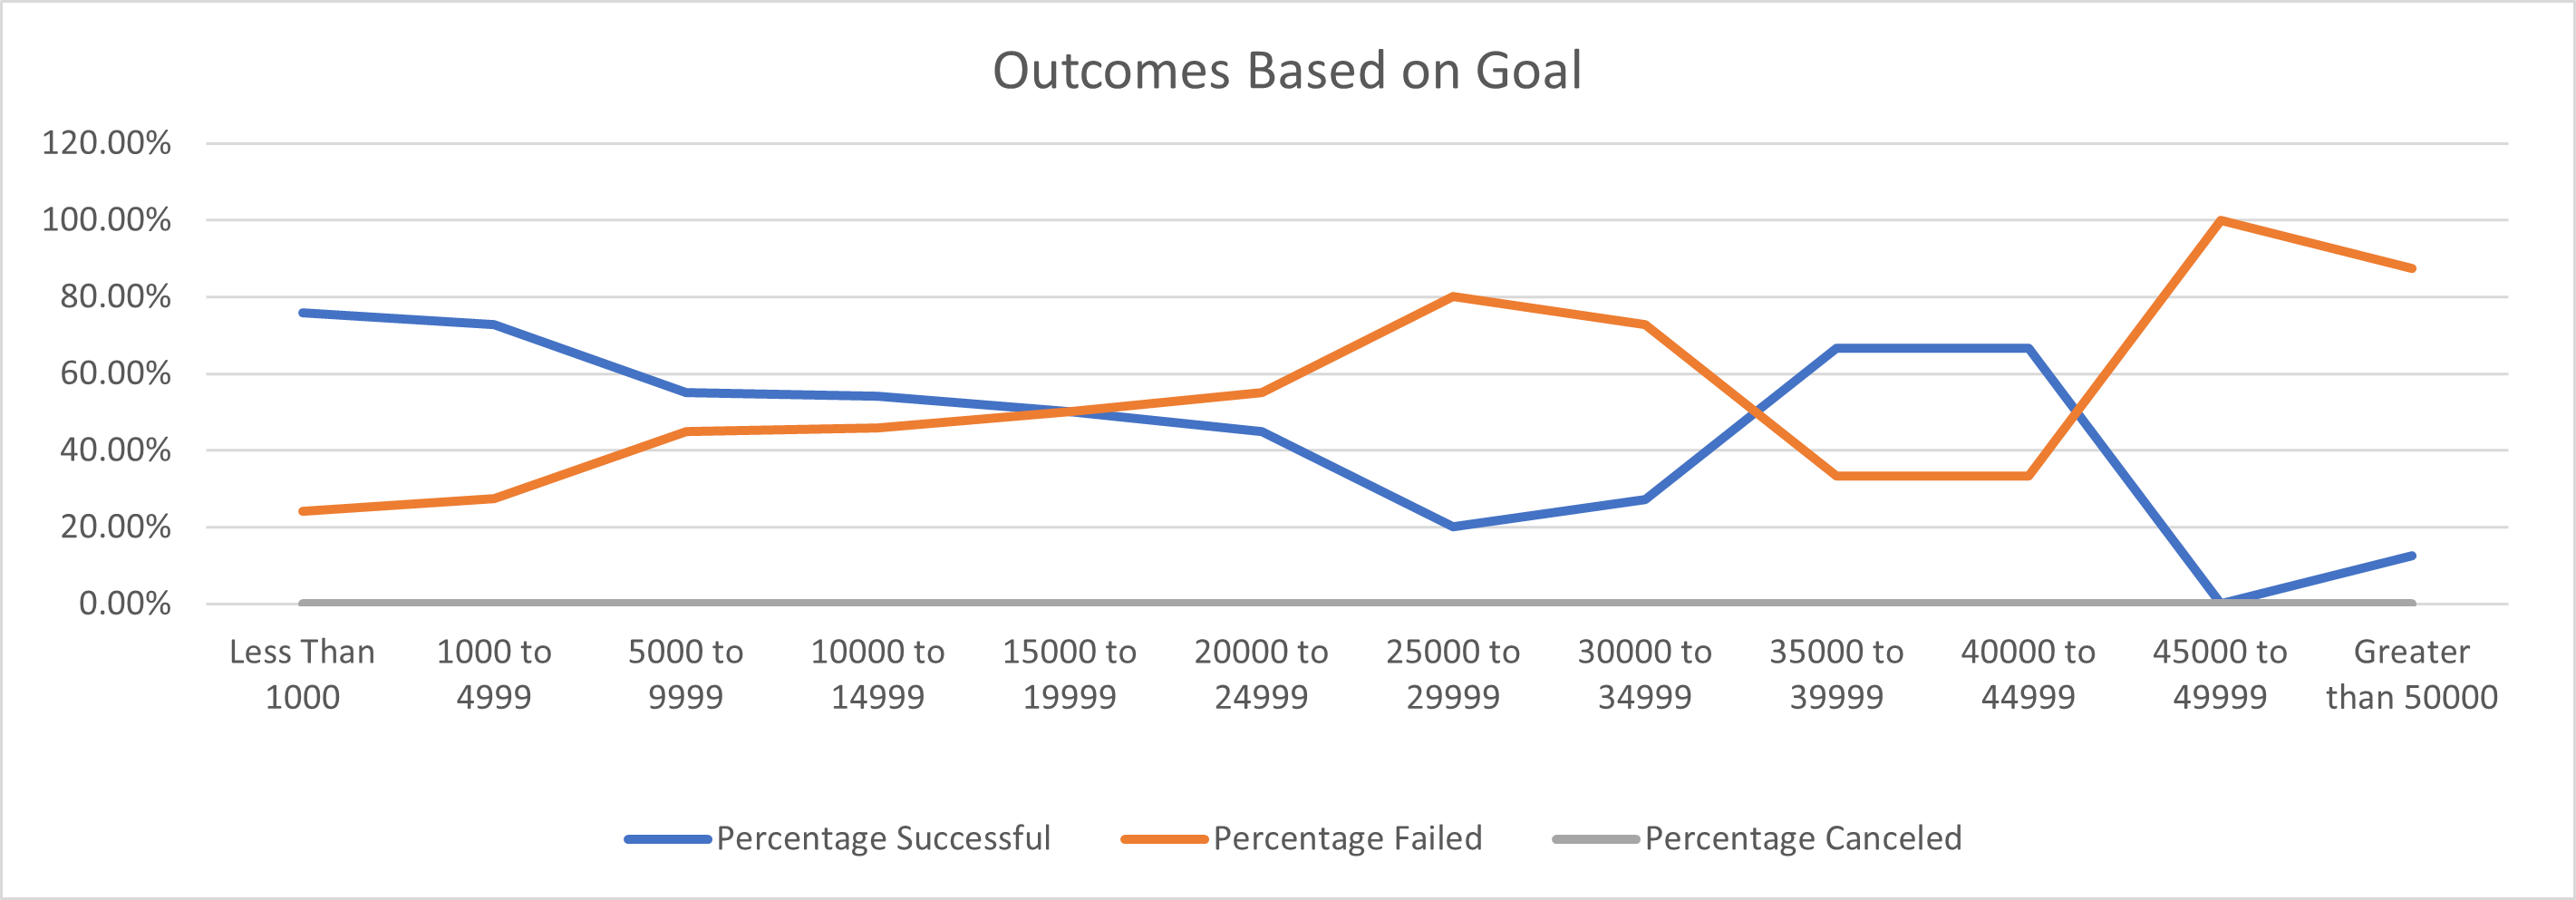 Outcomes Based on Goal
120.00%
100.00%
80.00%
60.00%
40.00%
20.00%
0.00%
Less Than
1000
1000 to
4999
5000 to
9999
10000 to
14999
15000 to
19999
20000 to
24999
25000 to
29999
30000 to
34999
35000 to
39999
40000 to
44999
45000 to
49999
Greater
than 50000
Percentage Successful
Percentage Failed
Percentage Canceled